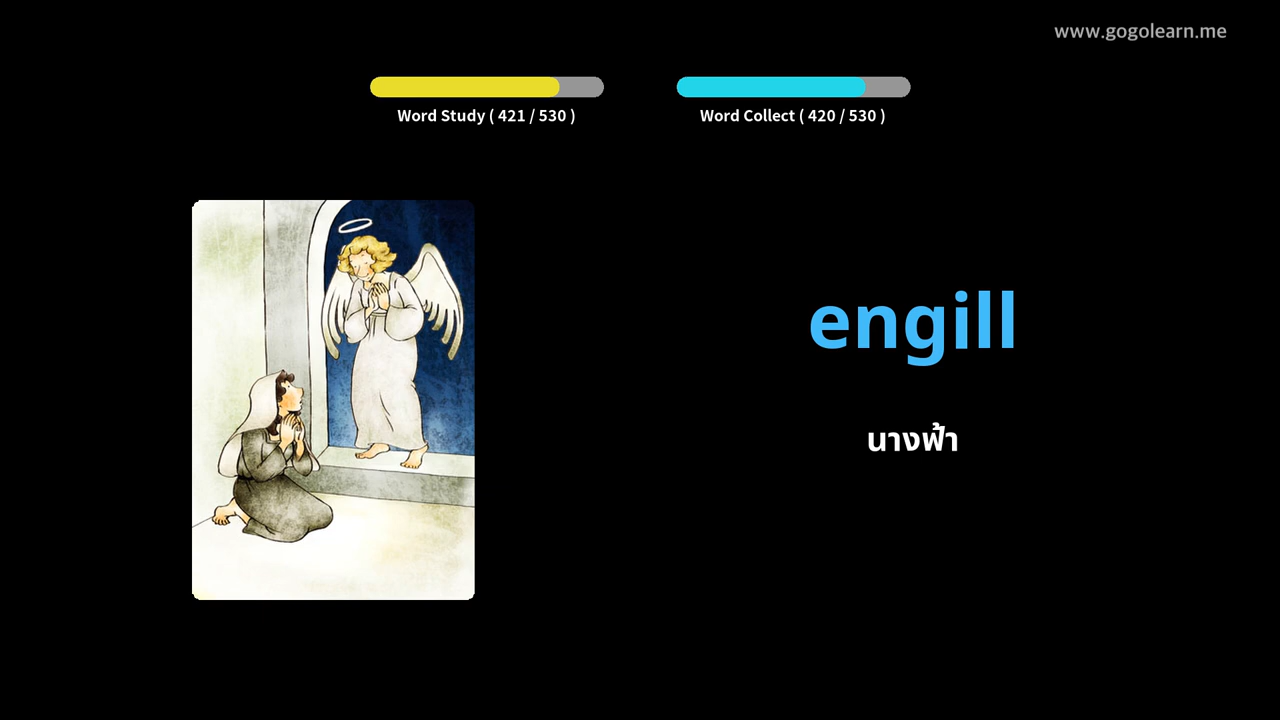 www.gogolearn.me
Word Study ( 421 / 530 )
Word Collect ( 420 / 530 )
engill
นางฟ้า